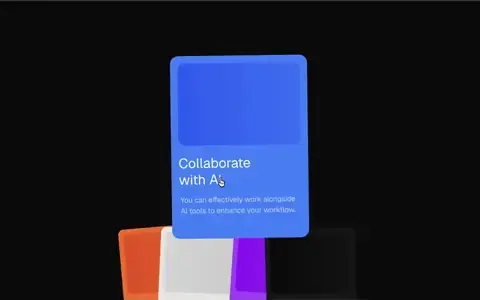 Collaborate
with AI
You can effectively work alongside
AI tools to enhance your workflow.